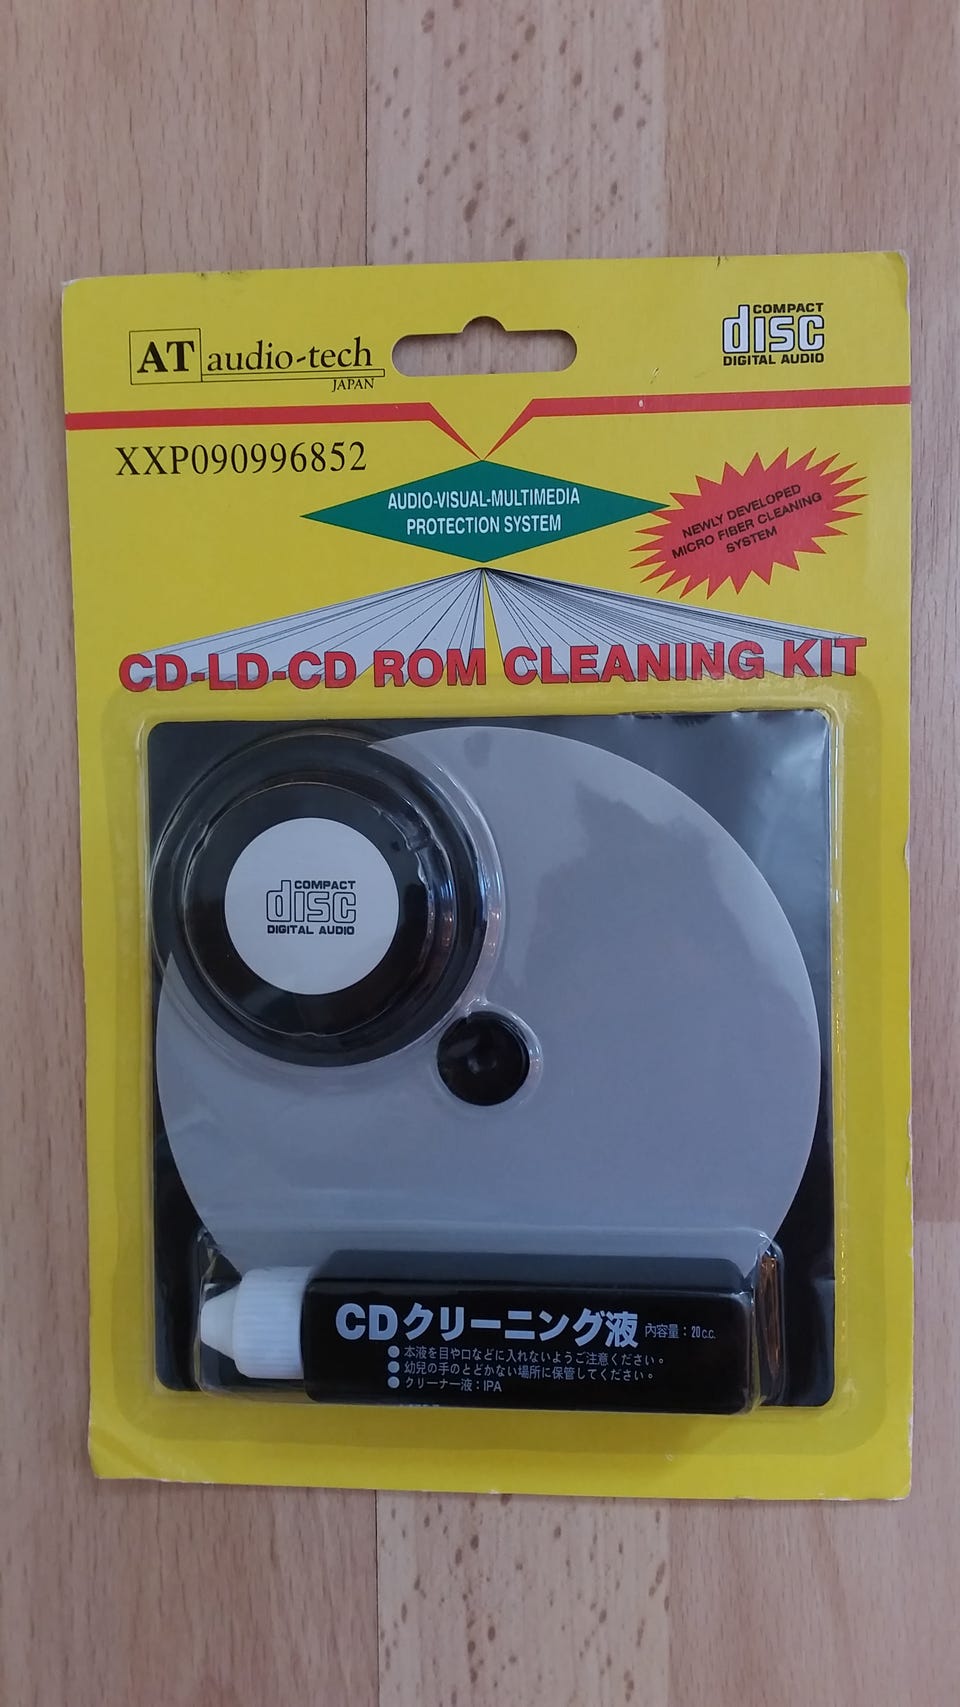 AT audio-tech
JAPAN
COMPACT
disc
DIGITAL AUDIO
XXP090996852
AUDIO-VISUAL-MULTIMEDIA
PROTECTION SYSTEM
NEWLY DEVELOPED
MICRO FIBER CLEANING
SYSTEM
CD-LD-CD ROM CLEANING KIT
COMPACT
disc
DIGITAL AUDIO
CDクリーニング液 内容量：20c.c.
●本液を目や口などに入れないようご注意ください。
●幼兒の手のとどかない場所に保管してください。
●クリーナー液：IPA